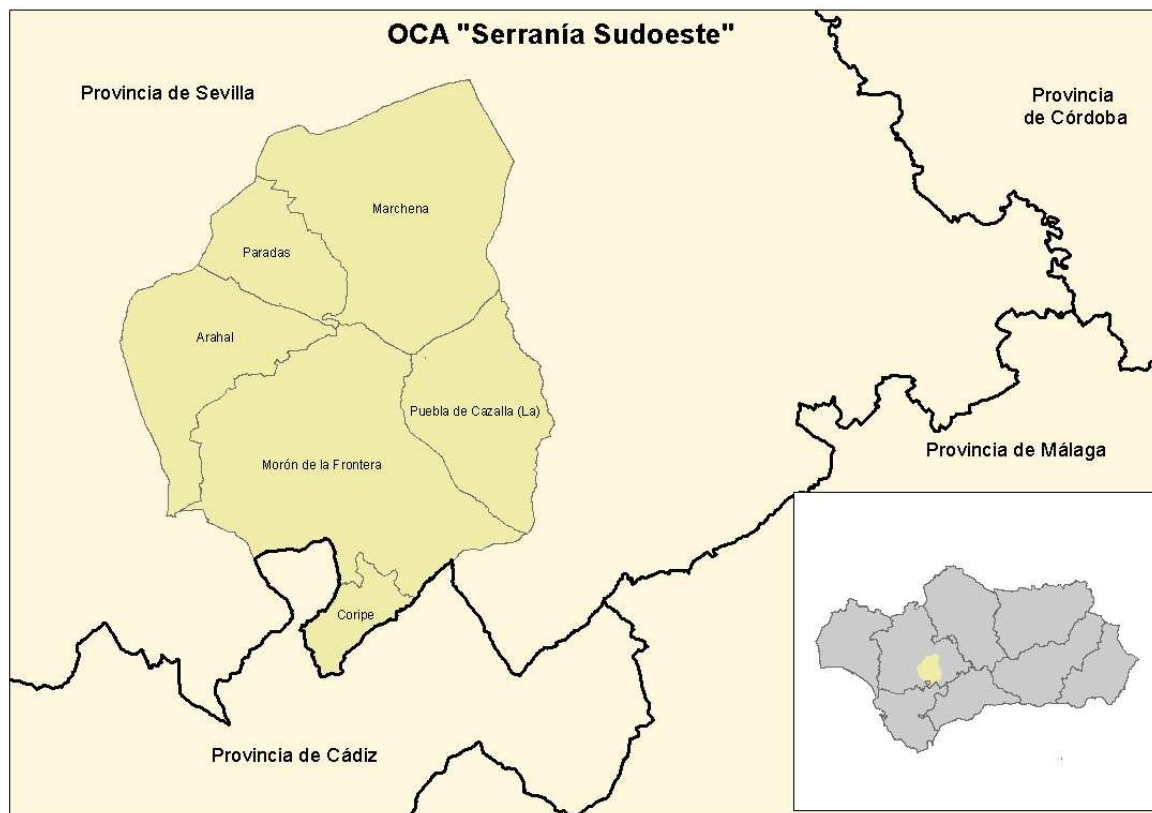 OCA "Serranía Sudoeste"
Provincia de Sevilla
Provincia
de Córdoba
Marchena
Paradas
Arahal
Puebla de Cazalla (La)
Morón de la Frontera
Provincia de Málaga
Coripe
Provincia de Cádiz